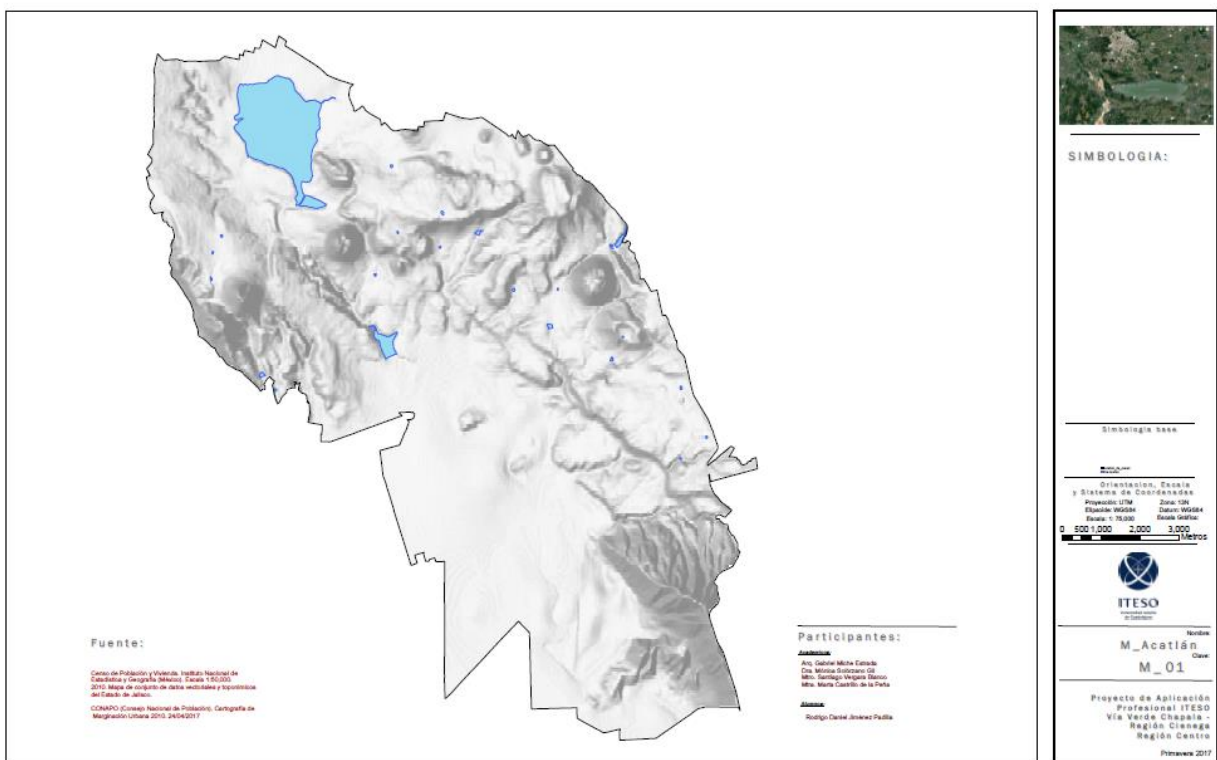 SIMBOLOGIA:
Simbologia base
Orientacion, Escala
y Sistema de Coordenadas
Proyección: UTM Zona: 13N
Elipsoide: WGS84 Datum: WGS84
Escala: 1: 75,000 Escala Gráfica:
0 500 1,000 2,000 3,000
Metros
ITESO
Nombre:
M_Acatlán
Clave:
M_01
Proyecto de Aplicación
Profesional ITESO
Vía Verde Chapala -
Región Cienega
Región Centro
Primavera 2017
Fuente:
Censo de Población y Vivienda. Instituto Nacional de
Estadística y Geografía (México). Escala 1:50,000.
2010. Mapa de conjunto de datos vectoriales y toponímicos
del Estado de Jalisco.
CONAPO (Consejo Nacional de Población). Cartografía de
Marginación Urbana 2010. 24/04/2017
Participantes:
Académicos:
Arq. Gabriel Miche Estrada
Dra. Mónica Solórzano Gil
Mtro. Santiago Vergara Blanco
Mtra. María Castrillo de la Peña
Alumnos:
Rodrigo Daniel Jiménez Padilla